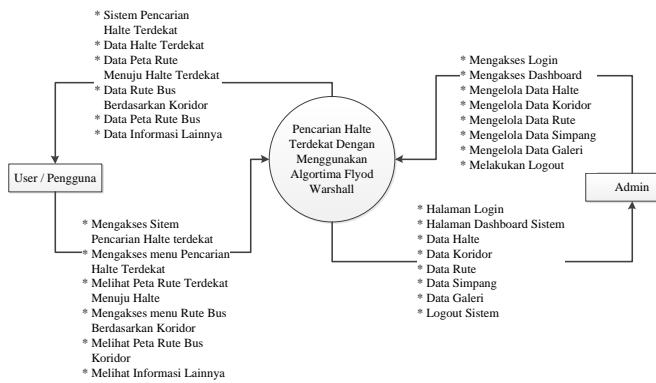 * Sistem Pencarian
Halte Terdekat
* Data Halte Terdekat
* Data Peta Rute
Menuju Halte Terdekat
* Data Rute Bus
Berdasarkan Koridor
* Data Peta Rute Bus
* Data Informasi Lainnya
* Mengakses Login
* Mengakses Dashboard
* Mengelola Data Halte
* Mengelola Data Koridor
* Mengelola Data Rute
* Mengelola Data Simpang
* Mengelola Data Galeri
* Melakukan Logout
Pencarian Halte
Terdekat Dengan
Menggunakan
Algortima Flyod
Warshall
User / Pengguna
Admin
* Mengakses Sitem
Pencarian Halte terdekat
* Mengakses menu Pencarian
Halte Terdekat
* Melihat Peta Rute Terdekat
Menuju Halte
* Mengakses menu Rute Bus
Berdasarkan Koridor
* Melihat Peta Rute Bus
Koridor
* Melihat Informasi Lainnya
* Halaman Login
* Halaman Dashboard Sistem
* Data Halte
* Data Koridor
* Data Rute
* Data Simpang
* Data Galeri
* Logout Sistem